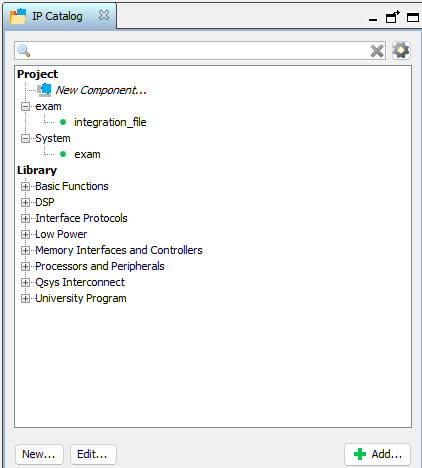 IP Catalog
Project
New Component...
exam
integration_file
System
exam
Library
Basic Functions
DSP
Interface Protocols
Low Power
Memory Interfaces and Controllers
Processors and Peripherals
Qsys Interconnect
University Program
New... Edit... Add...